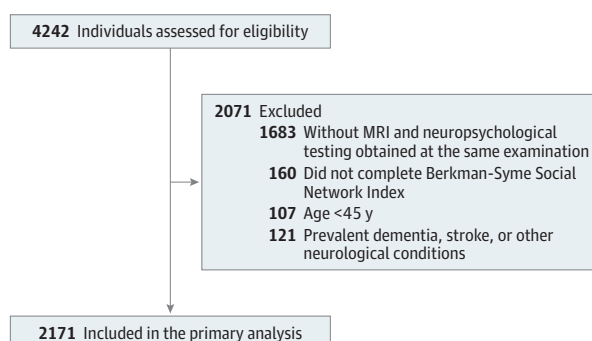 4242 Individuals assessed for eligibility
2071 Excluded
1683 Without MRI and neuropsychological
testing obtained at the same examination
160 Did not complete Berkman-Syme Social
Network Index
107 Age <45 y
121 Prevalent dementia, stroke, or other
neurological conditions
2171 Included in the primary analysis